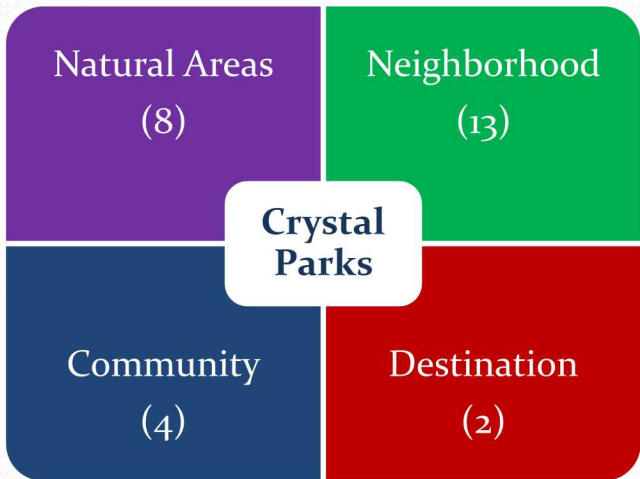 Natural Areas
(8)
Neighborhood
(13)
Crystal
Parks
Community
(4)
Destination
(2)